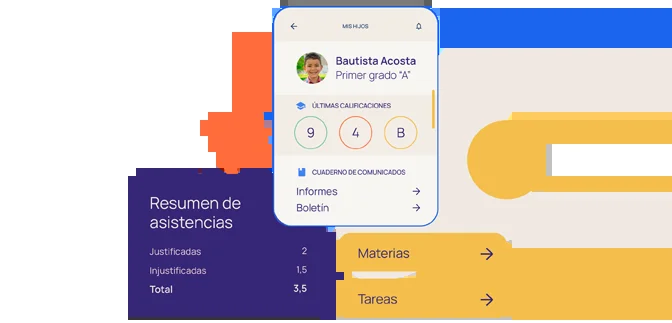 MIS HIJOS
Bautista Acosta
Primer grado “A”
ÚLTIMAS CALIFICACIONES
9 4 B
CUADERNO DE COMUNICADOS
Informes
Boletín
Resumen de
asistencias
Justificadas 2
Injustificadas 1,5
Total 3,5
Materias
Tareas